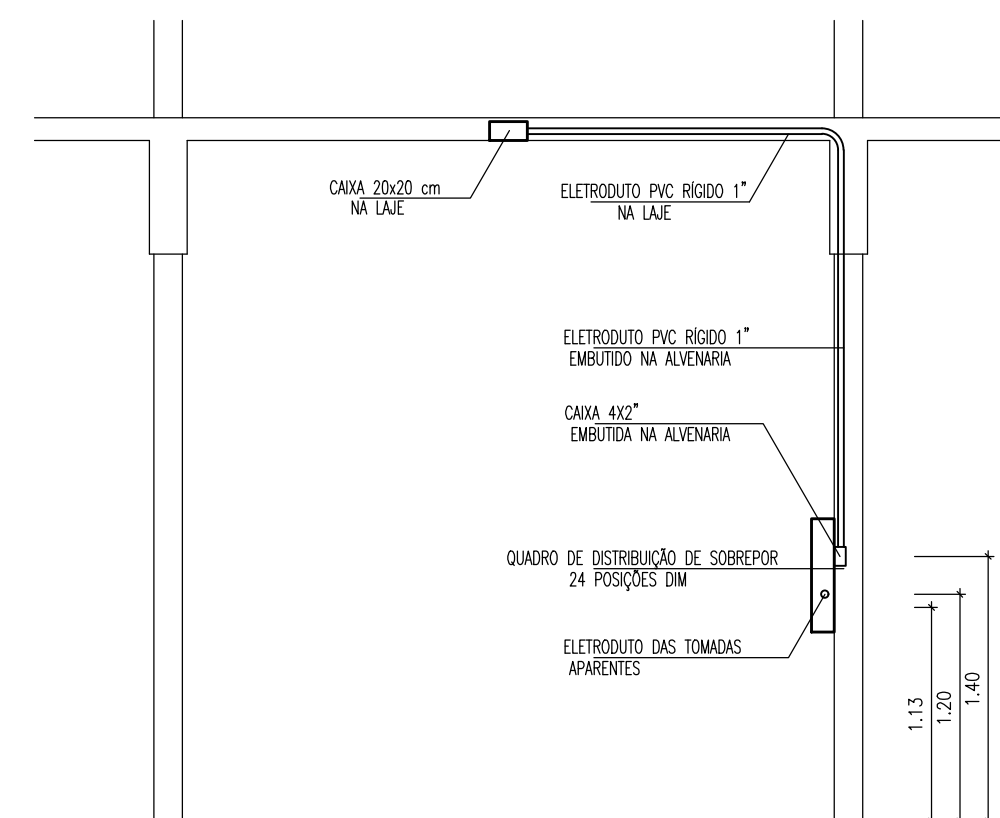 CAIXA 20x20 cm
NA LAJE
ELETRODUTO PVC RÍGIDO 1"
NA LAJE
ELETRODUTO PVC RÍGIDO 1"
EMBUTIDO NA ALVENARIA
CAIXA 4X2"
EMBUTIDA NA ALVENARIA
QUADRO DE DISTRIBUIÇÃO DE SOBREPOR
24 POSIÇÕES DIM
ELETRODUTO DAS TOMADAS
APARENTES
1.13
1.20
1.40